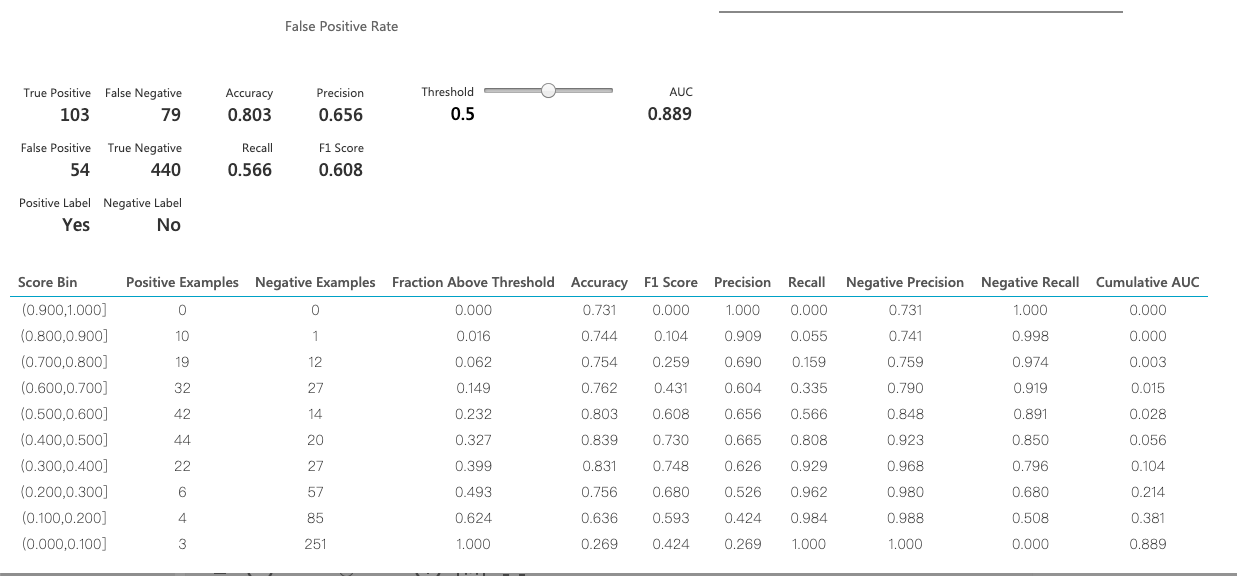 False Positive Rate
True Positive False Negative Accuracy Precision Threshold AUC
103 79 0.803 0.656 0.5 0.889
False Positive True Negative Recall F1 Score
54 440 0.566 0.608
Positive Label Negative Label
Yes No
Score Bin Positive Examples Negative Examples Fraction Above Threshold Accuracy F1 Score Precision Recall Negative Precision Negative Recall Cumulative AUC
(0.900,1.000] 0 0 0.000 0.731 0.000 1.000 0.000 0.731 1.000 0.000
(0.800,0.900] 10 1 0.016 0.744 0.104 0.909 0.055 0.741 0.998 0.000
(0.700,0.800] 19 12 0.062 0.754 0.259 0.690 0.159 0.759 0.974 0.003
(0.600,0.700] 32 27 0.149 0.762 0.431 0.604 0.335 0.790 0.919 0.015
(0.500,0.600] 42 14 0.232 0.803 0.608 0.656 0.566 0.848 0.891 0.028
(0.400,0.500] 44 20 0.327 0.839 0.730 0.665 0.808 0.923 0.850 0.056
(0.300,0.400] 22 27 0.399 0.831 0.748 0.626 0.929 0.968 0.796 0.104
(0.200,0.300] 6 57 0.493 0.756 0.680 0.526 0.962 0.980 0.680 0.214
(0.100,0.200] 4 85 0.624 0.636 0.593 0.424 0.984 0.988 0.508 0.381
(0.000,0.100] 3 251 1.000 0.269 0.424 0.269 1.000 1.000 0.000 0.889